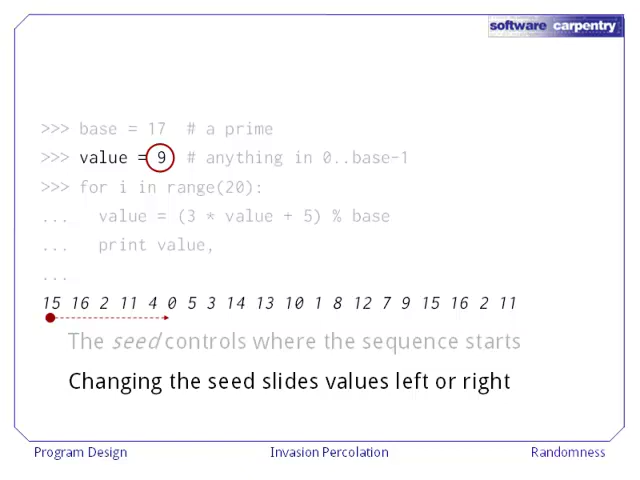 software carpentry
>>> base = 17 # a prime
>>> value = 9 # anything in 0..base-1
>>> for i in range(20):
... value = (3 * value + 5) % base
... print value,
...
15 16 2 11 4 0 5 3 14 13 10 1 8 12 7 9 15 16 2 11
The seed controls where the sequence starts
Changing the seed slides values left or right
Program Design
Invasion Percolation
Randomness